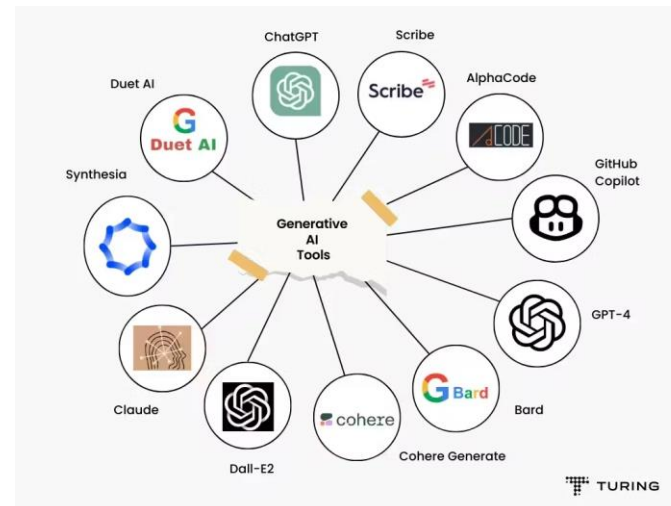 ChatGPT
Scribe
Scribe
Duet AI
G
Duet AI
AlphaCode
ACODE
Synthesia
GitHub
Copilot
Generative
AI
Tools
GPT-4
Claude
G Bard
Bard
cohere
Cohere Generate
Dall-E2
TURING